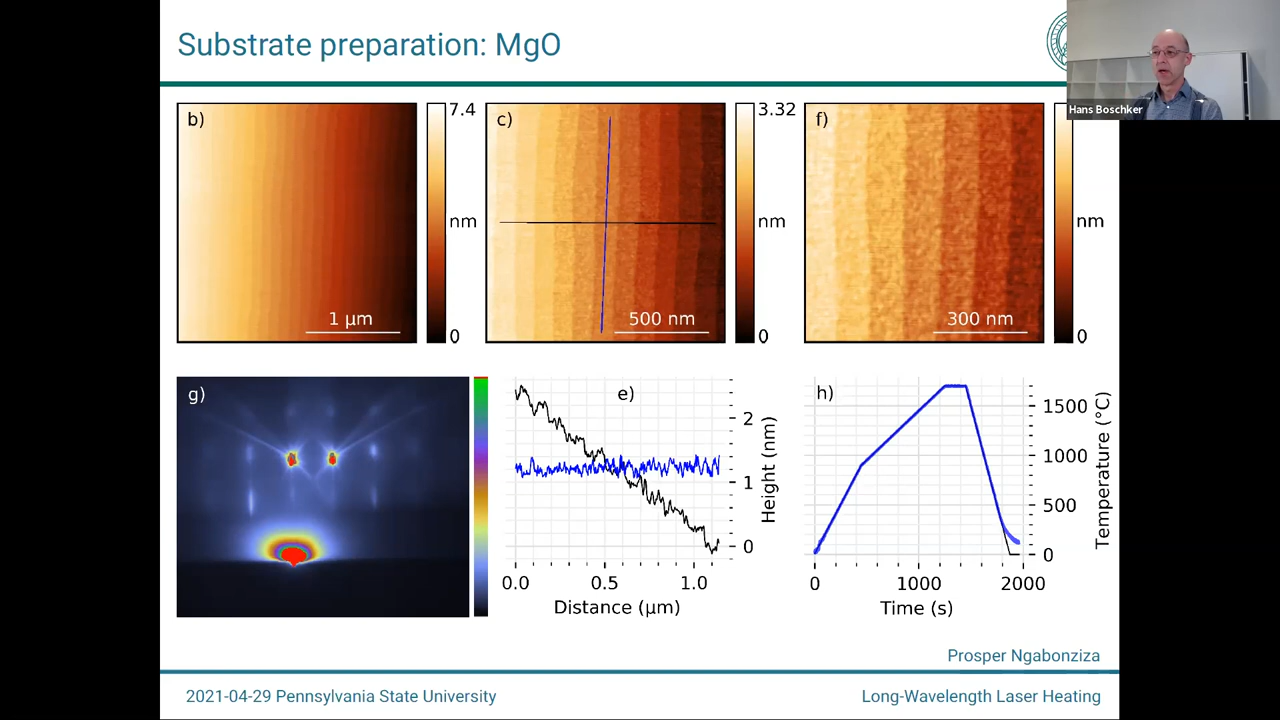 Substrate preparation: MgO
Hans Boschker
b)
7.4
nm
0
1 µm
c)
3.32
nm
0
500 nm
f)
nm
0
300 nm
g)
e)
2
1
0
Height (nm)
0.0 0.5 1.0
Distance (µm)
h)
1500
1000
500
0
Temperature (°C)
0 1000 2000
Time (s)
Prosper Ngabonziza
2021-04-29 Pennsylvania State University
Long-Wavelength Laser Heating